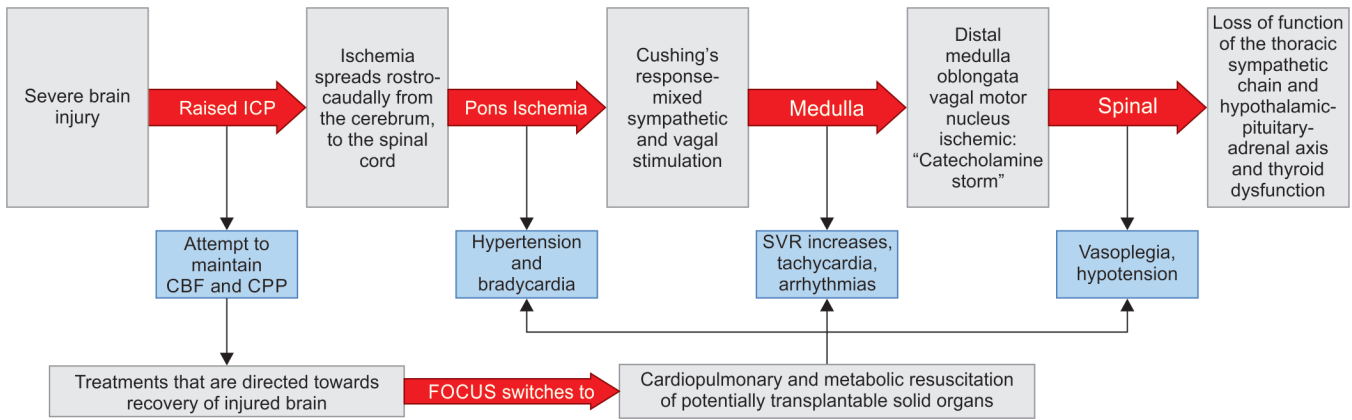 Severe brain
injury
Raised ICP
Ischemia
spreads rostro-
caudally from
the cerebrum,
to the spinal
cord
Pons Ischemia
Cushing’s
response-
mixed
sympathetic
and vagal
stimulation
Medulla
Distal
medulla
oblongata
vagal motor
nucleus
ischemic:
“Catecholamine
storm”
Spinal
Loss of function
of the thoracic
sympathetic
chain and
hypothalamic-
pituitary-
adrenal axis
and thyroid
dysfunction
Attempt to
maintain
CBF and CPP
Hypertension
and
bradycardia
SVR increases,
tachycardia,
arrhythmias
Vasoplegia,
hypotension
Treatments that are directed towards
recovery of injured brain
FOCUS switches to
Cardiopulmonary and metabolic resuscitation
of potentially transplantable solid organs